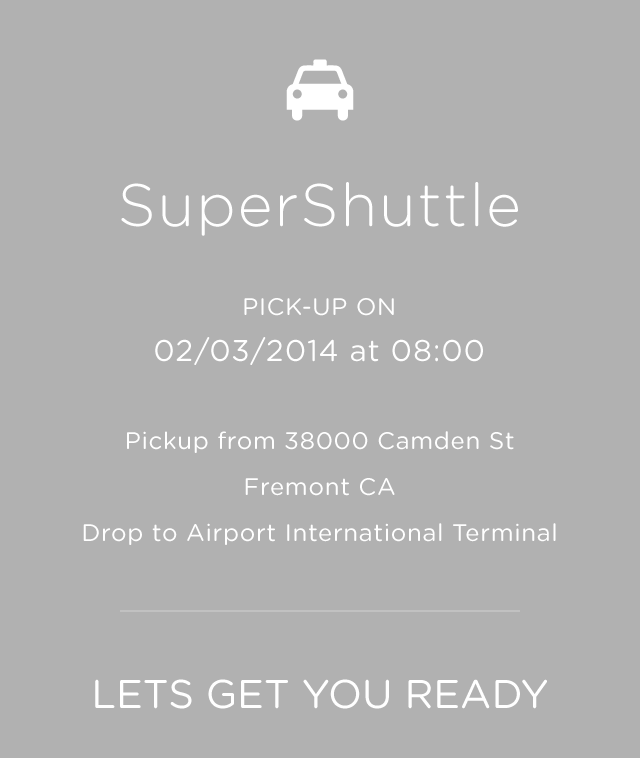 SuperShuttle
PICK-UP ON
02/03/2014 at 08:00
Pickup from 38000 Camden St
Fremont CA
Drop to Airport International Terminal
LETS GET YOU READY